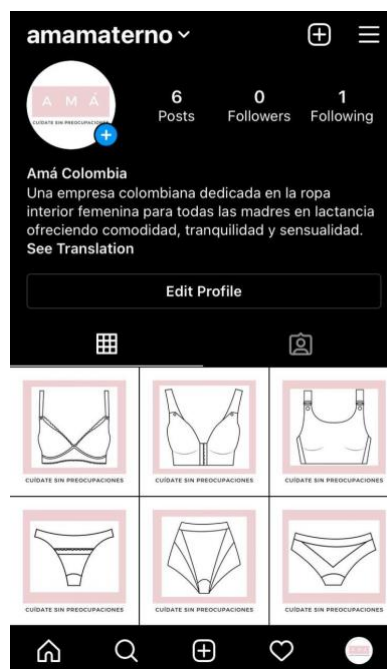 amamaterno
A M Á
CUÍDATE SIN PREOCUPACIONES
6
0
1
Posts
Followers
Following
Amá Colombia
Una empresa colombiana dedicada en la ropa
interior femenina para todas las madres en lactancia
ofreciendo comodidad, tranquilidad y sensualidad.
See Translation
Edit Profile
CUÍDATE SIN PREOCUPACIONES
CUÍDATE SIN PREOCUPACIONES
CUÍDATE SIN PREOCUPACIONES
CUÍDATE SIN PREOCUPACIONES
CUÍDATE SIN PREOCUPACIONES
CUÍDATE SIN PREOCUPACIONES